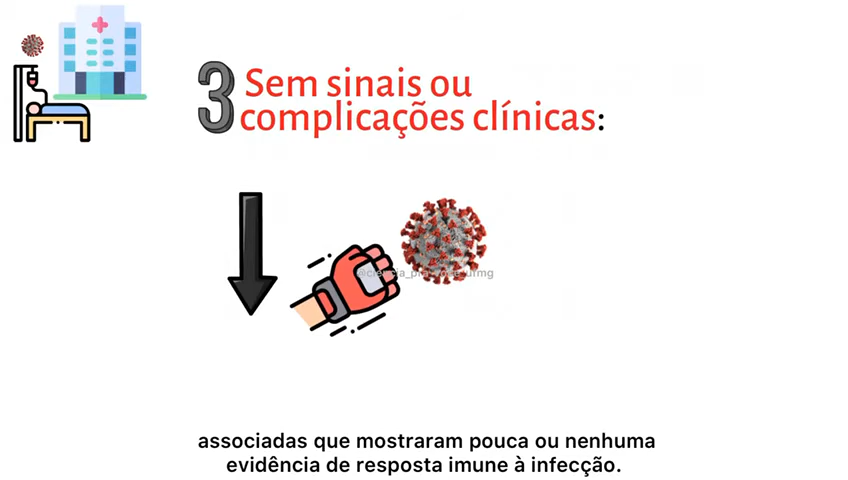 3 Sem sinais ou
complicações clínicas:
associadas que mostraram pouca ou nenhuma
evidência de resposta imune à infecção.